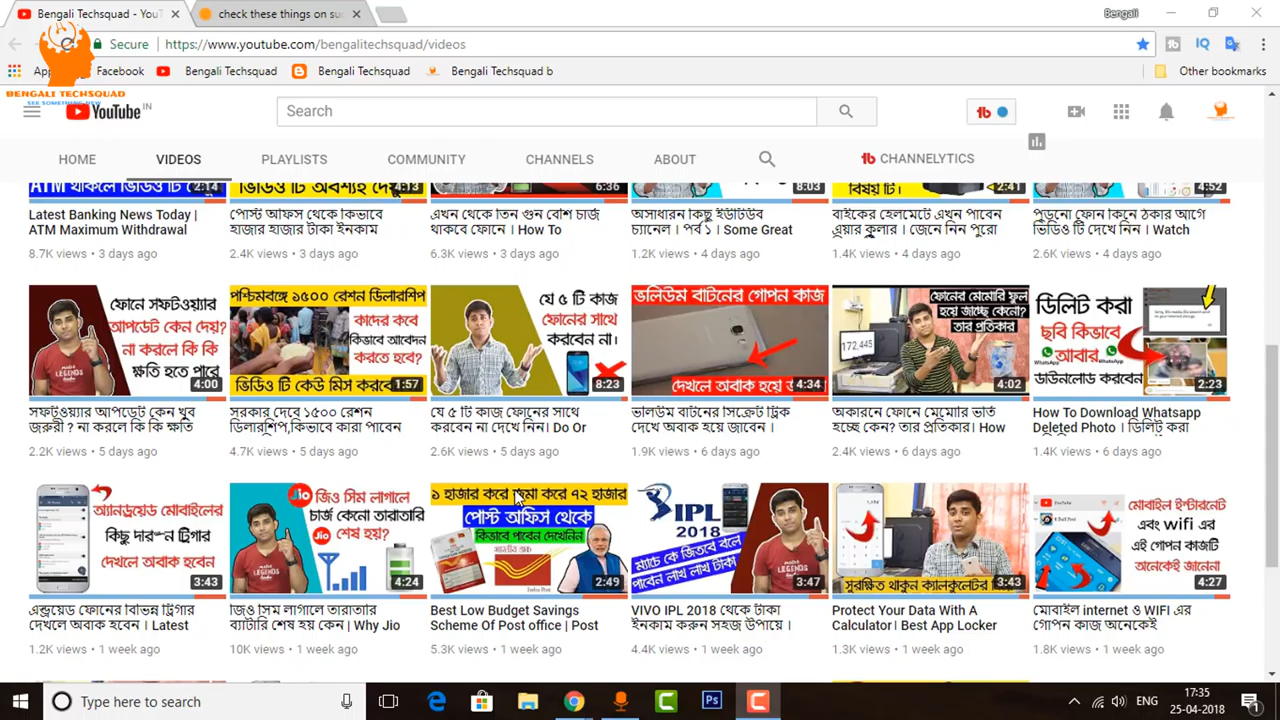 Bengali Techsquad - YouT
check these things on su
Bengali
Secure
https://www.youtube.com/bengalitechsquad/videos
Facebook
Bengali Techsquad
Bengali Techsquad
Bengali Techsquad b
Other bookmarks
BENGALI TECHSQUAD
SEE SOMETHING NEW
YouTube IN
Search
HOME
VIDEOS
PLAYLISTS
COMMUNITY
CHANNELS
ABOUT
CHANNELYTICS
ATM থাকলে ভিডিও টি
2:14
ভিডিও টি অবশ্যই
4:13
6:36
8:03
বিষয় টি।
2:41
4:52
Latest Banking News Today |
ATM Maximum Withdrawal
8.7K views • 3 days ago
পোস্ট অফিস থেকে কিভাবে
হাজার হাজার টাকা ইনকাম
2.4K views • 3 days ago
এখন থেকে তিন গুন বেশি চার্জ
থাকবে ফোনে । How To
6.3K views • 3 days ago
অসাধারন কিছু ইউটিউব
চ্যানেল । পর্ব ১ । Some Great
1.2K views • 4 days ago
বাইকের হেলমেটে এখন পাবেন
এয়ার কুলার । জেনে নিন পুরো
1.4K views • 4 days ago
পুড়নো ফোন কিনে ঠকার আগে
ভিডিও টি দেখে নিন । Watch
2.6K views • 4 days ago
ফোনে সফটওয়্যার
আপডেট কেন দেয়?
না করলে কি কি
ক্ষতি হতে পারে
4:00
পশ্চিমবঙ্গে ১৫০০ রেশন ডিলারশিপ
কাদের কবে
কিভাবে আবেদন
করতে হবে?
ভিডিও টি কেউ মিস
1:57
যে ৫ টি কাজ
ফোনের সাথে
করবেন না।
8:23
ভলিউম বাটনের গোপন কাজ
দেখলে অবাক হয়ে
4:34
ফোনের মেমোরি ফুল
হয়ে জাচ্ছে কেনো?
তার প্রতিকার
172.445
4:02
ডিলিট করা
ছবি কিভাবে
আবার
ডাউনলোড করবেন
2:23
সফটওয়্যার আপডেট কেন খুব
জরুরী ? না করলে কি কি ক্ষতি
2.2K views • 5 days ago
সরকার দেবে ১৫০০ রেশন
ডিলারশিপ,কিভাবে কারা পাবেন
4.7K views • 5 days ago
যে ৫ টি কাজ ফোনের সাথে
করবেন না দেখে নিন। Do Or
2.6K views • 5 days ago
ভলিউম বাটনের সিক্রেট ট্রিক
দেখে অবাক হয়ে জাবেন ।
1.9K views • 6 days ago
অকারনে ফোনে মেমোরি ভর্তি
হচ্ছে কেন? তার প্রতিকার। How
2.4K views • 6 days ago
How To Download Whatsapp
Deleted Photo । ডিলিট করা
1.4K views • 6 days ago
অ্যানড্রয়েড মোবাইলের
কিছু দারুন ট্রিগার
দেখলে অবাক হবেন
3:43
জিও সিম লাগালে
চার্জ কেনো তারাতারি
শেষ হয়?
Jio
4:24
১ হাজার করে জমা করে ৭২ হাজার
পোস্ট অফিস থেকে
কিভাবে পাবেন দেখেনিন
2:49
IPL
2018
ম্যাচে জিতবে বলে
পাবেন লাখ লাখ টাকা
3:47
সুরক্ষিত থাকুন ক্যালকুলেটর
3:43
মোবাইল ইন্টারনেট
এবং wifi এর
এই গোপন কাজটি
অনেকেই জানেনা
4:27
এন্ড্রয়েড ফোনের বিভিন্ন ট্রিগার
দেখলে অবাক হবেন । Latest
1.2K views • 1 week ago
জিও সিম লাগালে তারাতারি
ব্যাটারি শেষ হয় কেন | Why Jio
10K views • 1 week ago
Best Low Budget Savings
Scheme Of Post office | Post
5.3K views • 1 week ago
VIVO IPL 2018 থেকে টাকা
ইনকাম করুন সহজ উপায়ে ।
4.4K views • 1 week ago
Protect Your Data With A
Calculator। Best App Locker
1.3K views • 1 week ago
মোবাইল internet ও WIFI এর
গোপন কাজ অনেকেই
1.8K views • 1 week ago
Type here to search
ENG
17:35
25-04-2018